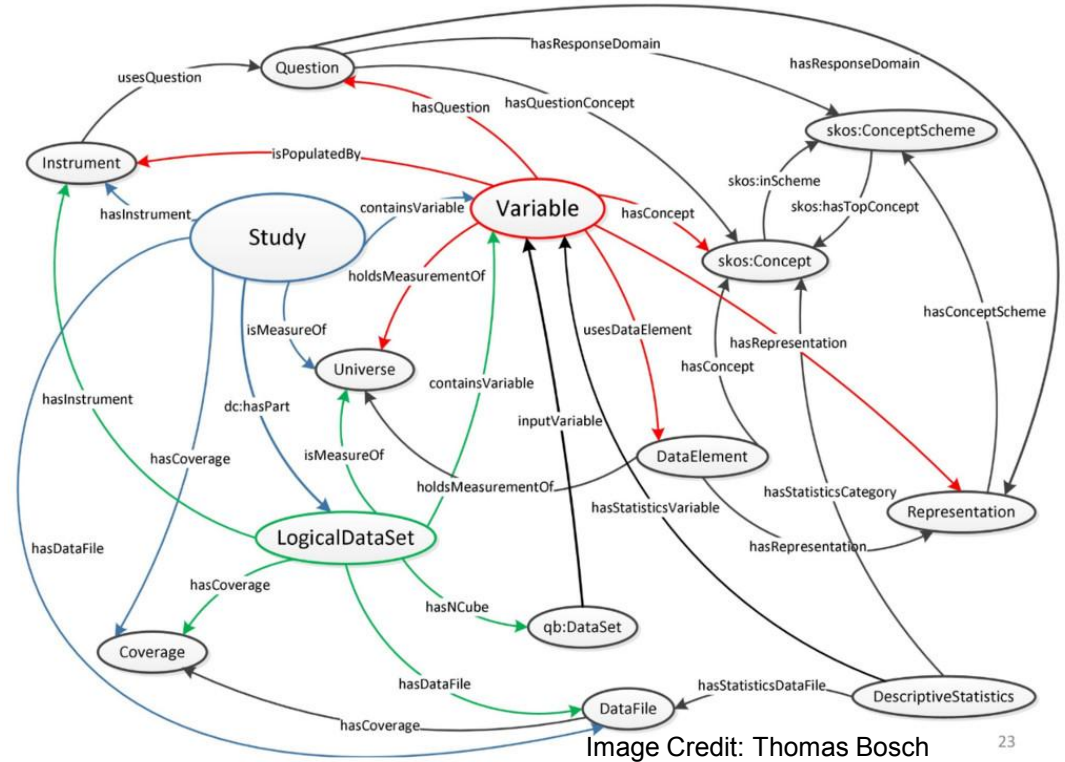 hasResponseDomain
hasResponseDomain
Question
usesQuestion
hasQuestion
hasQuestionConcept
skos:ConceptScheme
Instrument
isPopulatedBy
skos:inScheme
skos:hasTopConcept
hasInstrument
containsVariable
Variable
hasConcept
Study
skos:Concept
holdsMeasurementOf
hasConceptScheme
isMeasureOf
usesDataElement
hasRepresentation
Universe
hasConcept
containsVariable
hasInstrument
dc:hasPart
inputVariable
hasCoverage
isMeasureOf
DataElement
holdsMeasurementOf
hasStatisticsCategory
hasStatisticsVariable
Representation
LogicalDataSet
hasDataFile
hasRepresentation
hasCoverage
hasNCube
qb:DataSet
Coverage
hasDataFile
hasStatisticsDataFile
DescriptiveStatistics
DataFile
hasCoverage
Image Credit: Thomas Bosch
23